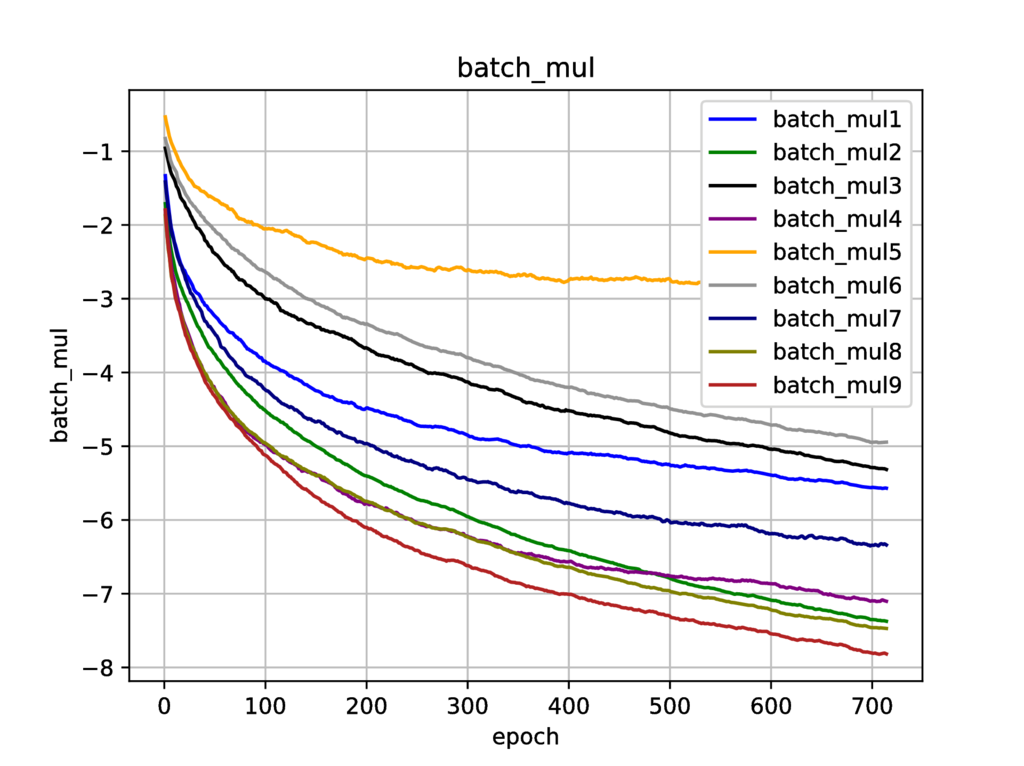 batch_mul
batch_mul
−1
−2
−3
−4
−5
−6
−7
−8
batch_mul1
batch_mul2
batch_mul3
batch_mul4
batch_mul5
batch_mul6
batch_mul7
batch_mul8
batch_mul9
0 100 200 300 400 500 600 700
epoch